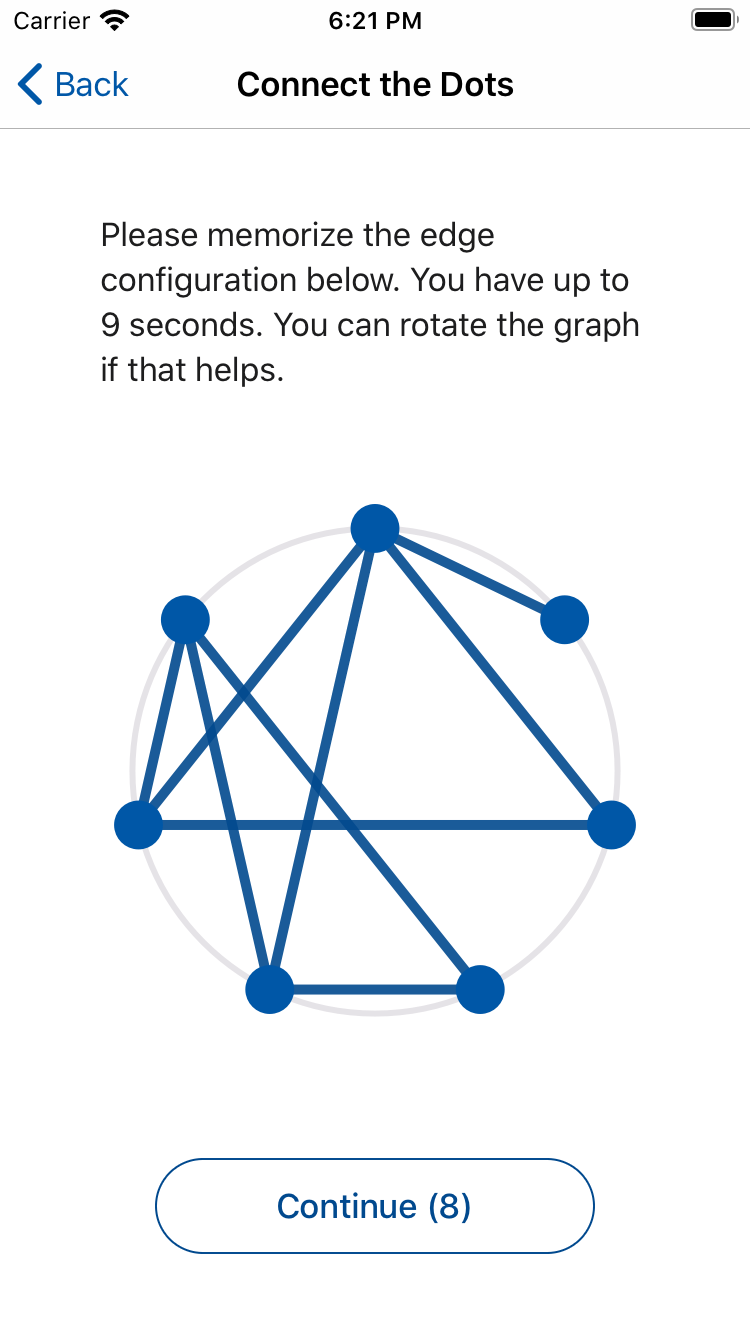 Carrier 6:21 PM
Back Connect the Dots
Please memorize the edge
configuration below. You have up to
9 seconds. You can rotate the graph
if that helps.
Continue (8)